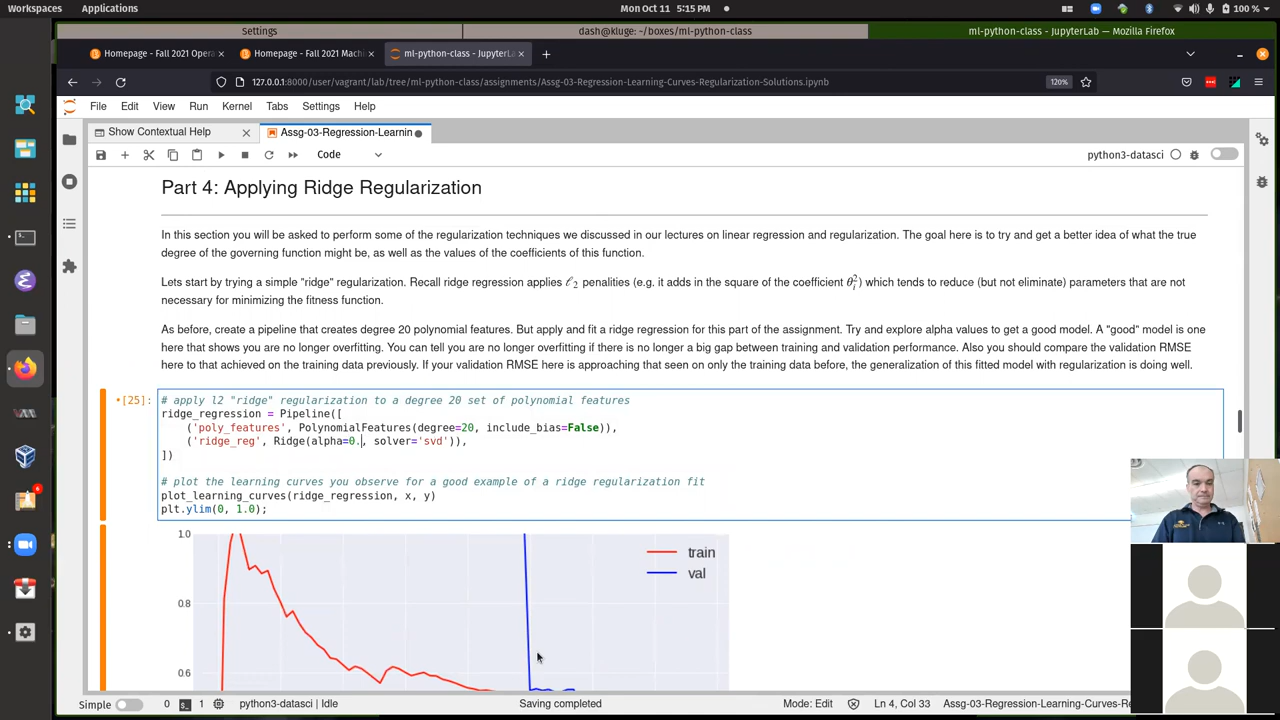 Activities
Applications
Mon Oct 11 5:15 PM
100 %
Settings
dash@kluge: ~/boxes/ml-python-class
ml-python-class - JupyterLab — Mozilla Firefox
Homepage - Fall 2021 Opera
Homepage - Fall 2021 Machi
ml-python-class - JupyterLa
127.0.0.1:8000/user/vagrant/lab/tree/ml-python-class/assignments/Assg-03-Regression-Learning-Curves-Regularization-Solutions.ipynb
120%
File Edit View Run Kernel Tabs Settings Help
Show Contextual Help
Assg-03-Regression-Learnin
Code
python3-datasci
Part 4: Applying Ridge Regularization
In this section you will be asked to perform some of the regularization techniques we discussed in our lectures on linear regression and regularization. The goal here is to try and get a better idea of what the true
degree of the governing function might be, as well as the values of the coefficients of this function.
Lets start by trying a simple "ridge" regularization. Recall ridge regression applies ℓ₂ penalities (e.g. it adds in the square of the coefficient θᵢ²) which tends to reduce (but not eliminate) parameters that are not
necessary for minimizing the fitness function.
As before, create a pipeline that creates degree 20 polynomial features. But apply and fit a ridge regression for this part of the assignment. Try and explore alpha values to get a good model. A "good" model is one
here that shows you are no longer overfitting. You can tell you are no longer overfitting if there is no longer a big gap between training and validation performance. Also you should compare the validation RMSE
here to that achieved on the training data previously. If your validation RMSE here is approaching that seen on only the training data before, the generalization of this fitted model with regularization is doing well.
[25]:
# apply l2 "ridge" regularization to a degree 20 set of polynomial features
ridge_regression = Pipeline([
('poly_features', PolynomialFeatures(degree=20, include_bias=False)),
('ridge_reg', Ridge(alpha=0., solver='svd')),
])
# plot the learning curves you observe for a good example of a ridge regularization fit
plot_learning_curves(ridge_regression, x, y)
plt.ylim(0, 1.0);
1.0
train
val
0.8
0.6
Simple
0
1
python3-datasci | Idle
Saving completed
Mode: Edit
Ln 4, Col 33
Assg-03-Regression-Learning-Curves-Re